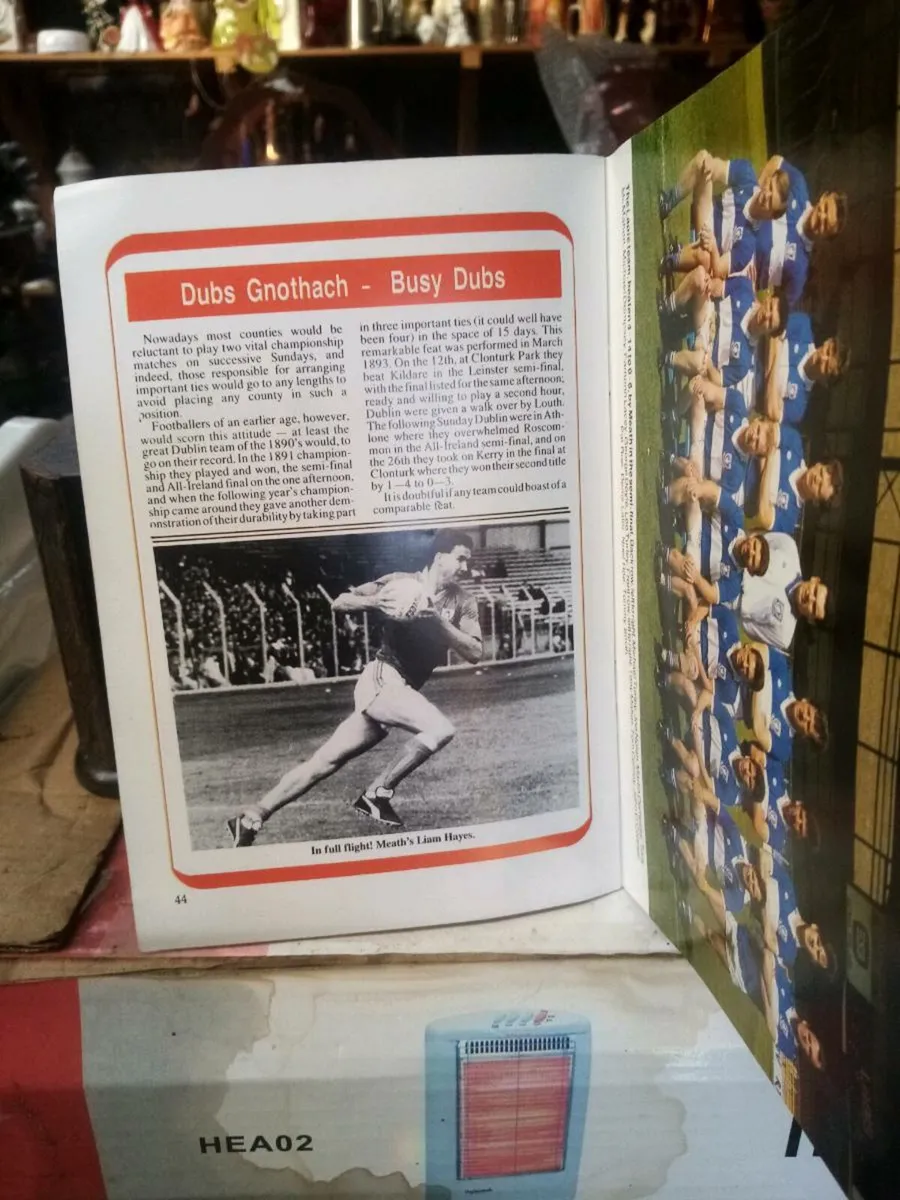 Dubs Gnothach - Busy Dubs
Nowadays most counties would be
reluctant to play two vital championship
matches on successive Sundays, and
indeed, those responsible for arranging
important ties would go to any lengths to
avoid placing any county in such a
position.
Footballers of an earlier age, however,
would scorn this attitude — at least the
great Dublin team of the 1890's would, to
go on their record. In the 1891 champion-
ship they played and won, the semi-final
and All-Ireland final on the one afternoon,
and when the following year's champion-
ship came around they gave another dem-
onstration of their durability by taking part
in three important ties (it could well have
been four) in the space of 15 days. This
remarkable feat was performed in March
1893. On the 12th, at Clonturk Park they
beat Kildare in the Leinster semi-final,
with the final listed for the same afternoon;
ready and willing to play a second hour,
Dublin were given a walk over by Louth.
The following Sunday Dublin were in Ath-
lone where they overwhelmed Roscom-
mon in the All-Ireland semi-final, and on
the 26th they took on Kerry in the final at
Clonturk where they won their second title
by 1—4 to 0—3.
It is doubtful if any team could boast of a
comparable feat.
In full flight! Meath's Liam Hayes.
44
HEA02